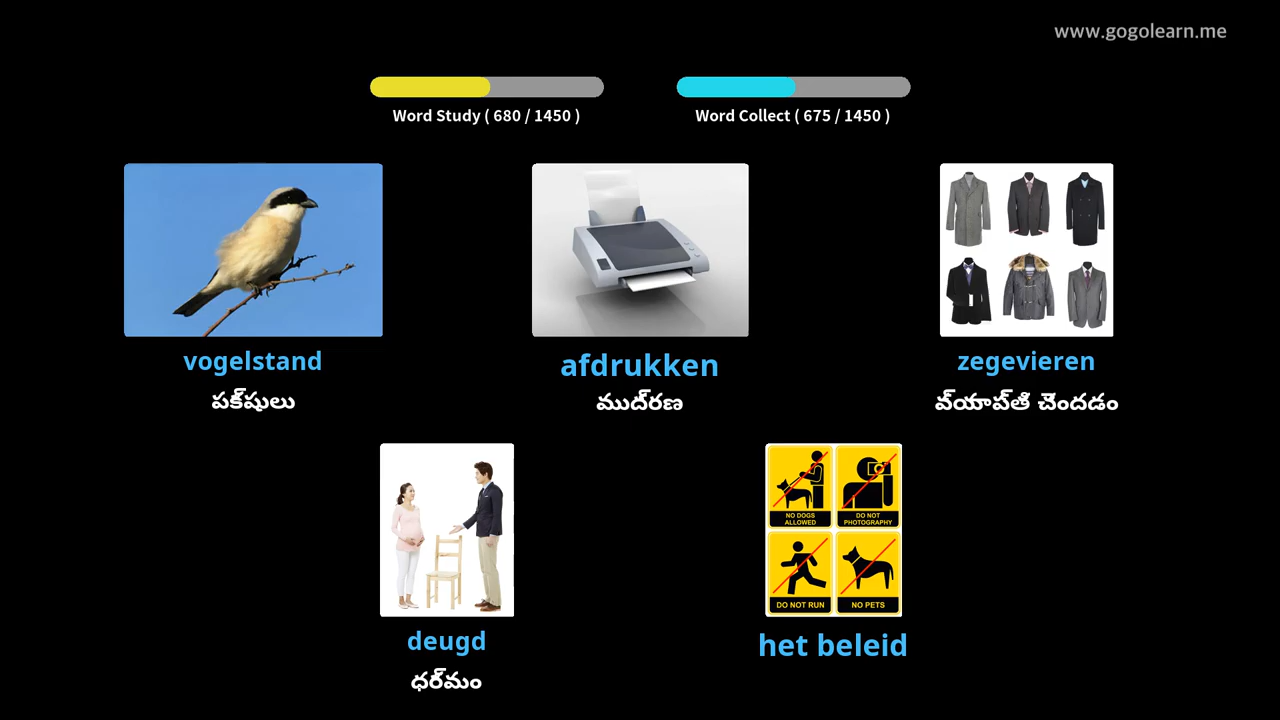 www.gogolearn.me
Word Study ( 680 / 1450 )
Word Collect ( 675 / 1450 )
vogelstand
పక్షులు
afdrukken
ముద్రణ
zegevieren
వ్యాప్తి చెందడం
NO DOGS
ALLOWED
DO NOT
PHOTOGRAPHY
DO NOT RUN
NO PETS
deugd
ధర్మం
het beleid